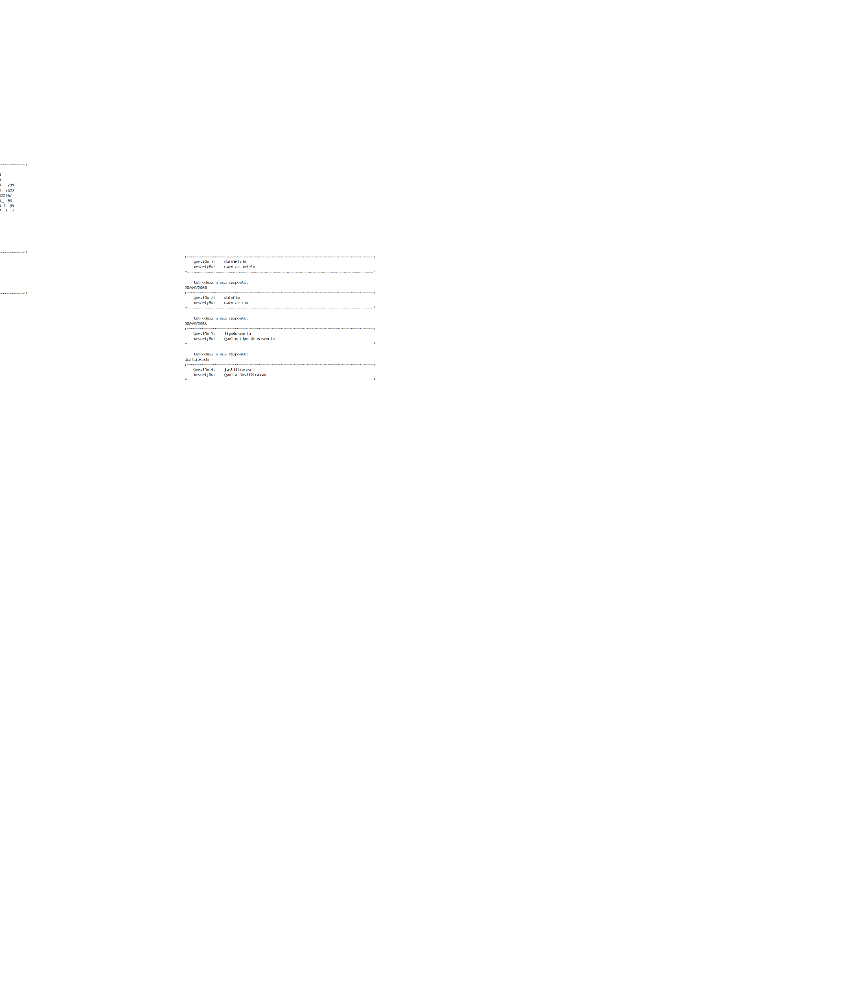 $
$
$   /$$
$  /$$/
$$$$$/
$_  $$
$ \  $$
/  \__/
Questão 1:    dataInicio
Descrição:    Data de Inicio
Introduza a sua resposta:
20/08/2020
Questão 2:    dataFim
Descrição:    Data de FIm
Introduza a sua resposta:
20/08/2021
Questão 3:    tipoAusencia
Descrição:    Qual o tipo de Ausencia
Introduza a sua resposta:
Justificada
Questão 4:    justificacao
Descrição:    Qual a Justificacao